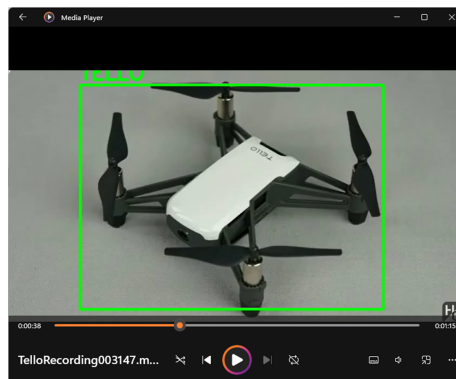 Media Player
TELLO
TELLO
0:00:38
0:01:15
TelloRecording003147.m...